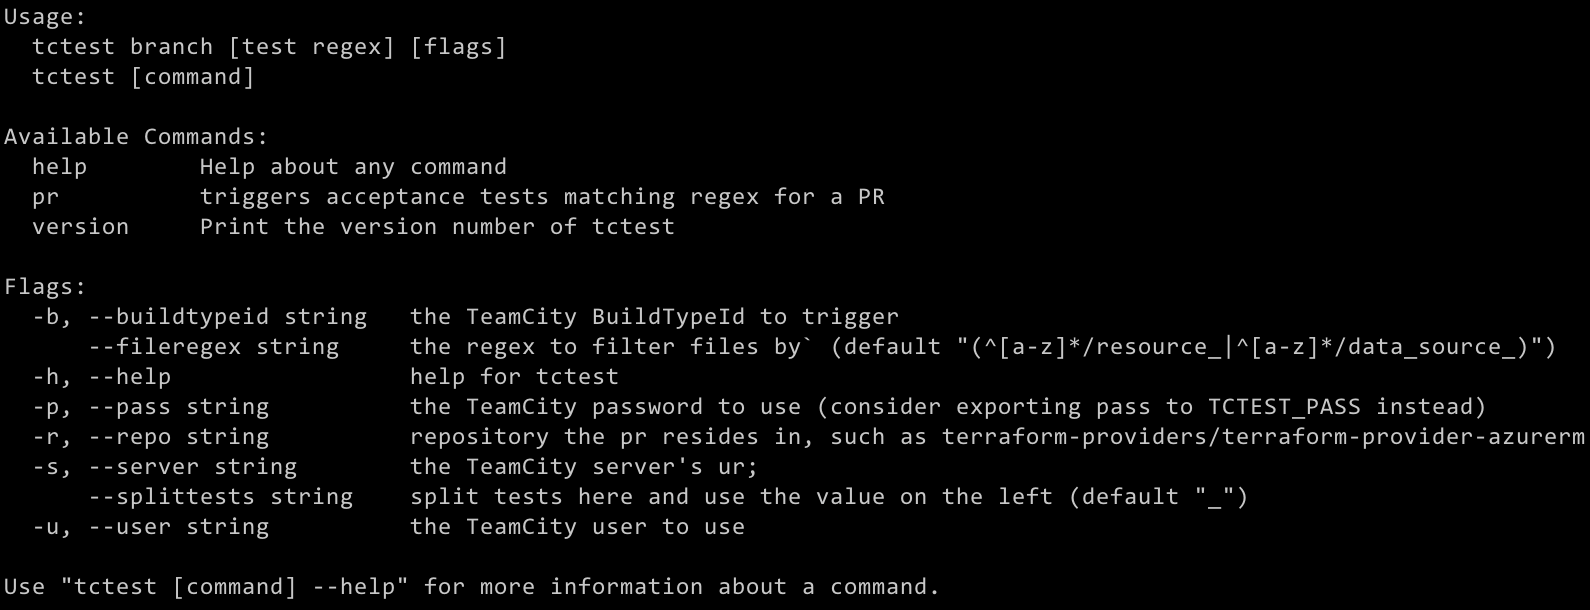 Usage:
  tctest branch [test regex] [flags]
  tctest [command]

Available Commands:
  help        Help about any command
  pr          triggers acceptance tests matching regex for a PR
  version     Print the version number of tctest

Flags:
  -b, --buildtypeid string   the TeamCity BuildTypeId to trigger
      --fileregex string     the regex to filter files by` (default "(^[a-z]*/resource_|^[a-z]*/data_source_)")
  -h, --help                 help for tctest
  -p, --pass string          the TeamCity password to use (consider exporting pass to TCTEST_PASS instead)
  -r, --repo string          repository the pr resides in, such as terraform-providers/terraform-provider-azurerm
  -s, --server string        the TeamCity server's ur;
      --splittests string    split tests here and use the value on the left (default "_")
  -u, --user string          the TeamCity user to use

Use "tctest [command] --help" for more information about a command.